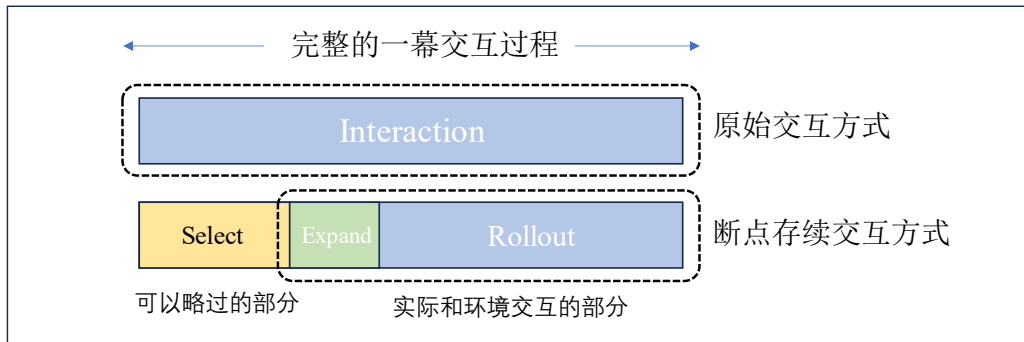 完整的一幕交互过程
Interaction
原始交互方式
Select
Expand
Rollout
断点存续交互方式
可以略过的部分
实际和环境交互的部分